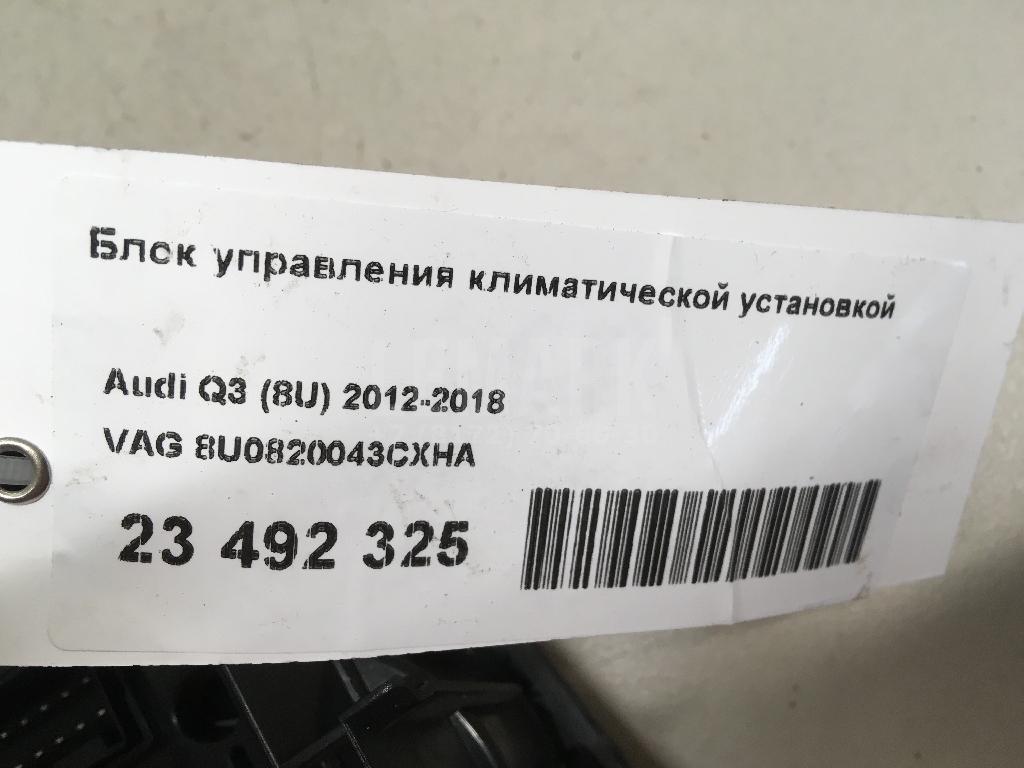 Блок управления климатической установкой
Audi Q3 (8U) 2012-2018
VAG 8U0820043CXHA
23 492 325